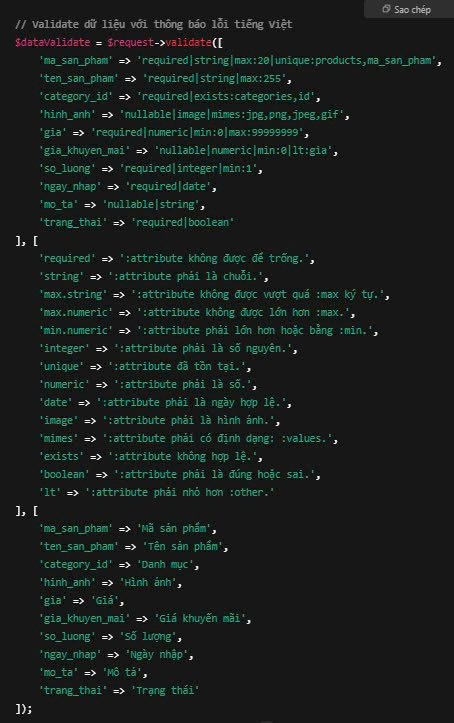 Sao chép
// Validate dữ liệu với thông báo lỗi tiếng Việt
$dataValidate = $request->validate([
    'ma_san_pham' => 'required|string|max:20|unique:products,ma_san_pham',
    'ten_san_pham' => 'required|string|max:255',
    'category_id' => 'required|exists:categories,id',
    'hinh_anh' => 'nullable|image|mimes:jpg,png,jpeg,gif',
    'gia' => 'required|numeric|min:0|max:99999999',
    'gia_khuyen_mai' => 'nullable|numeric|min:0|lt:gia',
    'so_luong' => 'required|integer|min:1',
    'ngay_nhap' => 'required|date',
    'mo_ta' => 'nullable|string',
    'trang_thai' => 'required|boolean'
], [
    'required' => ':attribute không được để trống.',
    'string' => ':attribute phải là chuỗi.',
    'max.string' => ':attribute không được vượt quá :max ký tự.',
    'max.numeric' => ':attribute không được lớn hơn :max.',
    'min.numeric' => ':attribute phải lớn hơn hoặc bằng :min.',
    'integer' => ':attribute phải là số nguyên.',
    'unique' => ':attribute đã tồn tại.',
    'numeric' => ':attribute phải là số.',
    'date' => ':attribute phải là ngày hợp lệ.',
    'image' => ':attribute phải là hình ảnh.',
    'mimes' => ':attribute phải có định dạng: :values.',
    'exists' => ':attribute không hợp lệ.',
    'boolean' => ':attribute phải là đúng hoặc sai.',
    'lt' => ':attribute phải nhỏ hơn :other.'
], [
    'ma_san_pham' => 'Mã sản phẩm',
    'ten_san_pham' => 'Tên sản phẩm',
    'category_id' => 'Danh mục',
    'hinh_anh' => 'Hình ảnh',
    'gia' => 'Giá',
    'gia_khuyen_mai' => 'Giá khuyến mãi',
    'so_luong' => 'Số lượng',
    'ngay_nhap' => 'Ngày nhập',
    'mo_ta' => 'Mô tả',
    'trang_thai' => 'Trạng thái'
]);